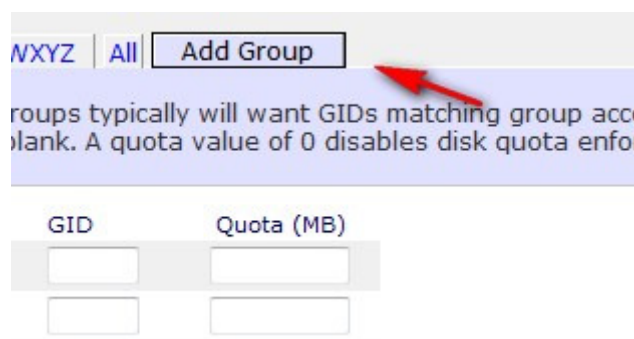 WXYZ All Add Group
roups typically will want GIDs matching group acc
lank. A quota value of 0 disables disk quota enfo
GID Quota (MB)